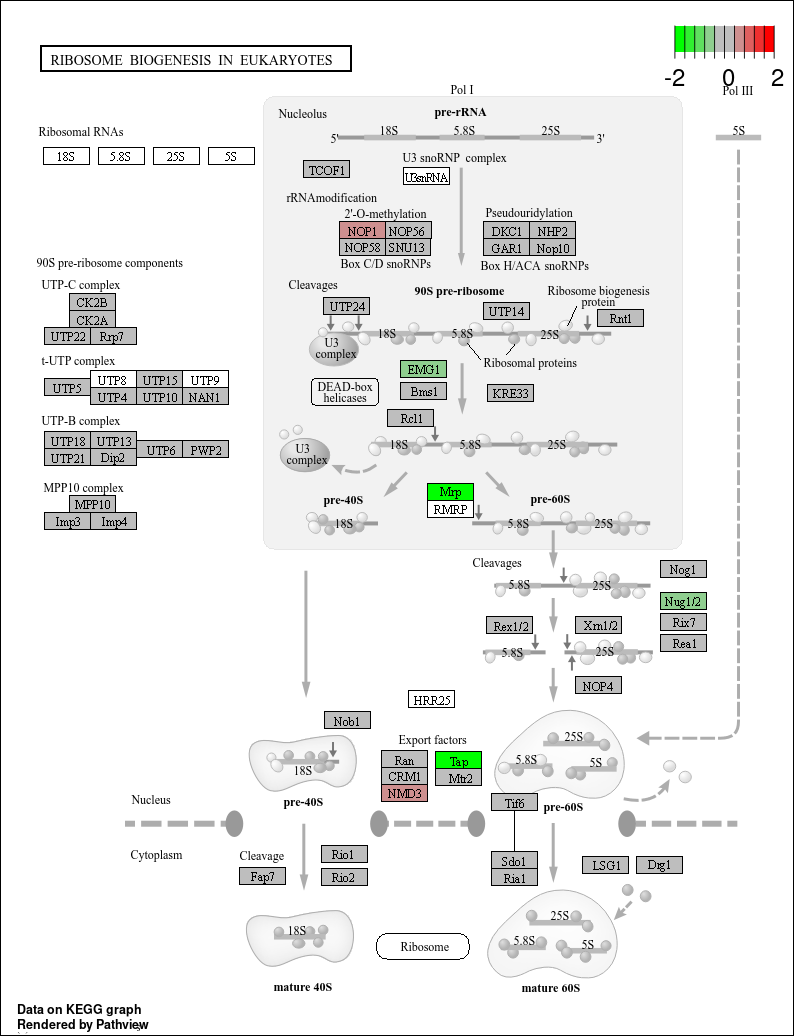 RIBOSOME BIOGENESIS IN EUKARYOTES
-2 0 2
Pol I
Pol III
Nucleolus
pre-rRNA
Ribosomal RNAs
18S 5.8S 25S
5' 3'
5S
18S 5.8S 25S 5S
U3 snoRNP complex
TCOF1
U3snRNA
rRNAmodification
2'-O-methylation
Pseudouridylation
NOP1 NOP56
DKC1 NHP2
NOP58 SNU13
GAR1 Nop10
Box C/D snoRNPs
Box H/ACA snoRNPs
90S pre-ribosome components
UTP-C complex
CK2B
CK2A
UTP22 Rrp7
Cleavages
90S pre-ribosome
Ribosome biogenesis
protein
UTP24
UTP14
Rnt1
18S 5.8S 25S
U3
complex
Ribosomal proteins
t-UTP complex
UTP5
UTP8 UTP15 UTP9
UTP4 UTP10 NAN1
EMG1
DEAD-box
helicases
Bms1
KRE33
Rcl1
UTP-B complex
UTP18 UTP13
UTP6 PWP2
UTP21 Dip2
18S 5.8S 25S
U3
complex
MPP10 complex
MPP10
Imp3 Imp4
pre-40S
Mrp
RMRP
pre-60S
18S
5.8S 25S
Cleavages
Nog1
5.8S 25S
Nug1/2
Rex1/2
Xrn1/2
Rix7
Rea1
5.8S
25S
NOP4
HRR25
Nob1
18S
pre-40S
Export factors
Ran Tap
CRM1 Mtr2
NMD3
25S
5.8S
5S
Tif6
pre-60S
Nucleus
Cytoplasm
Cleavage
Fap7
Rio1
Rio2
Sdo1
Ria1
LSG1
Drg1
18S
mature 40S
Ribosome
25S
5.8S
5S
mature 60S
Data on KEGG graph
Rendered by Pathview